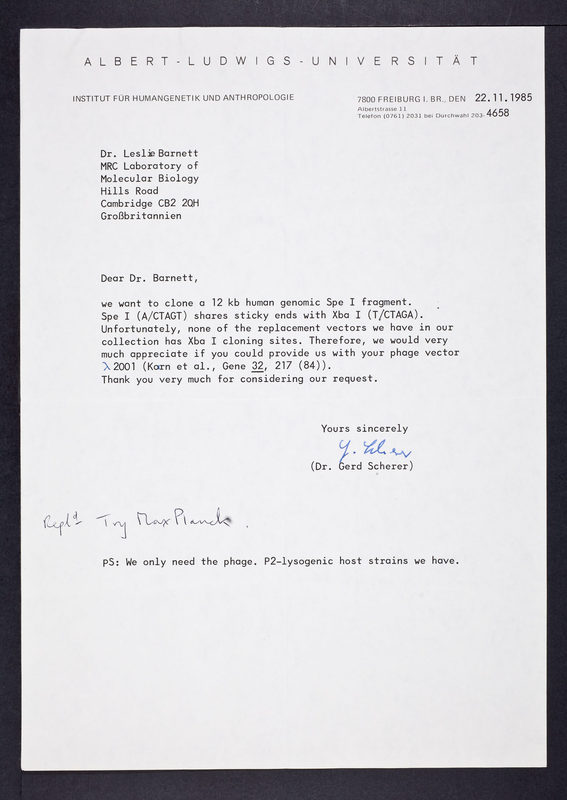 ALBERT-LUDWIGS-UNIVERSITÄT
INSTITUT FÜR HUMANGENETIK UND ANTHROPOLOGIE
7800 FREIBURG I. BR., DEN 22.11.1985
Albertstrasse 11
Telefon (0761) 2031 bei Durchwahl 203- 4658
Dr. Leslie Barnett
MRC Laboratory of
Molecular Biology
Hills Road
Cambridge CB2 2QH
Großbritannien
Dear Dr. Barnett,
we want to clone a 12 kb human genomic Spe I fragment.
Spe I (A/CTAGT) shares sticky ends with Xba I (T/CTAGA).
Unfortunately, none of the replacement vectors we have in our
collection has Xba I cloning sites. Therefore, we would very
much appreciate if you could provide us with your phage vector
λ2001 (Karn et al., Gene 32, 217 (84)).
Thank you very much for considering our request.
Yours sincerely
G. Scherer
(Dr. Gerd Scherer)
Repld Try Max Planck.
PS: We only need the phage. P2-lysogenic host strains we have.